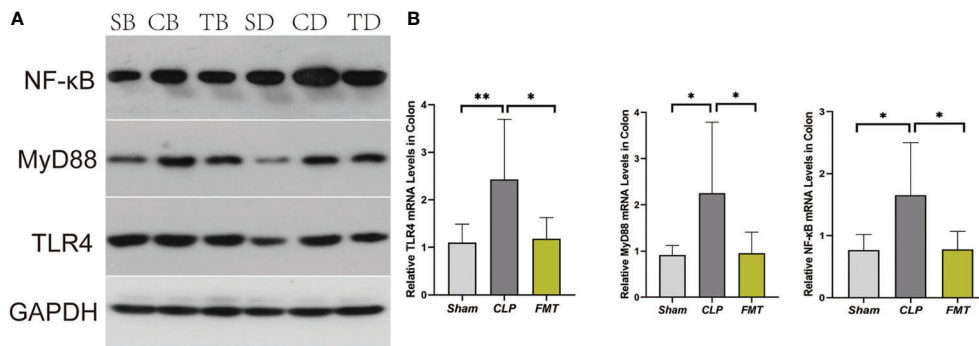 A
SB CB TB SD CD TD
NF-κB
MyD88
TLR4
GAPDH
B
Relative TLR4 mRNA Levels in Colon
4
3
2
1
0
** *
Sham CLP FMT
Relative MyD88 mRNA Levels in Colon
4
3
2
1
0
* *
Sham CLP FMT
Relative NF-κB mRNA Levels in Colon
3
2
1
0
* *
Sham CLP FMT